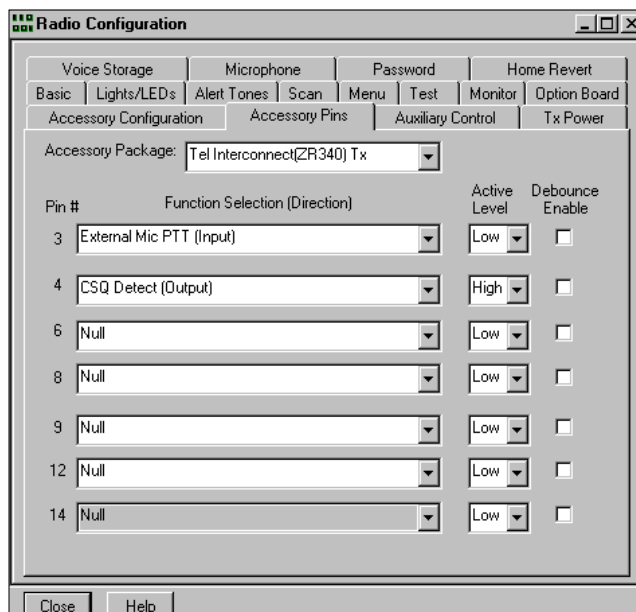 Radio Configuration
Voice Storage Microphone Password Home Revert
Basic Lights/LEDs Alert Tones Scan Menu Test Monitor Option Board
Accessory Configuration Accessory Pins Auxiliary Control Tx Power
Accessory Package: Tel Interconnect(ZR340) Tx
Pin # Function Selection (Direction) Active Level Debounce Enable
3 External Mic PTT (Input) Low
4 CSQ Detect (Output) High
6 Null Low
8 Null Low
9 Null Low
12 Null Low
14 Null Low
Close Help